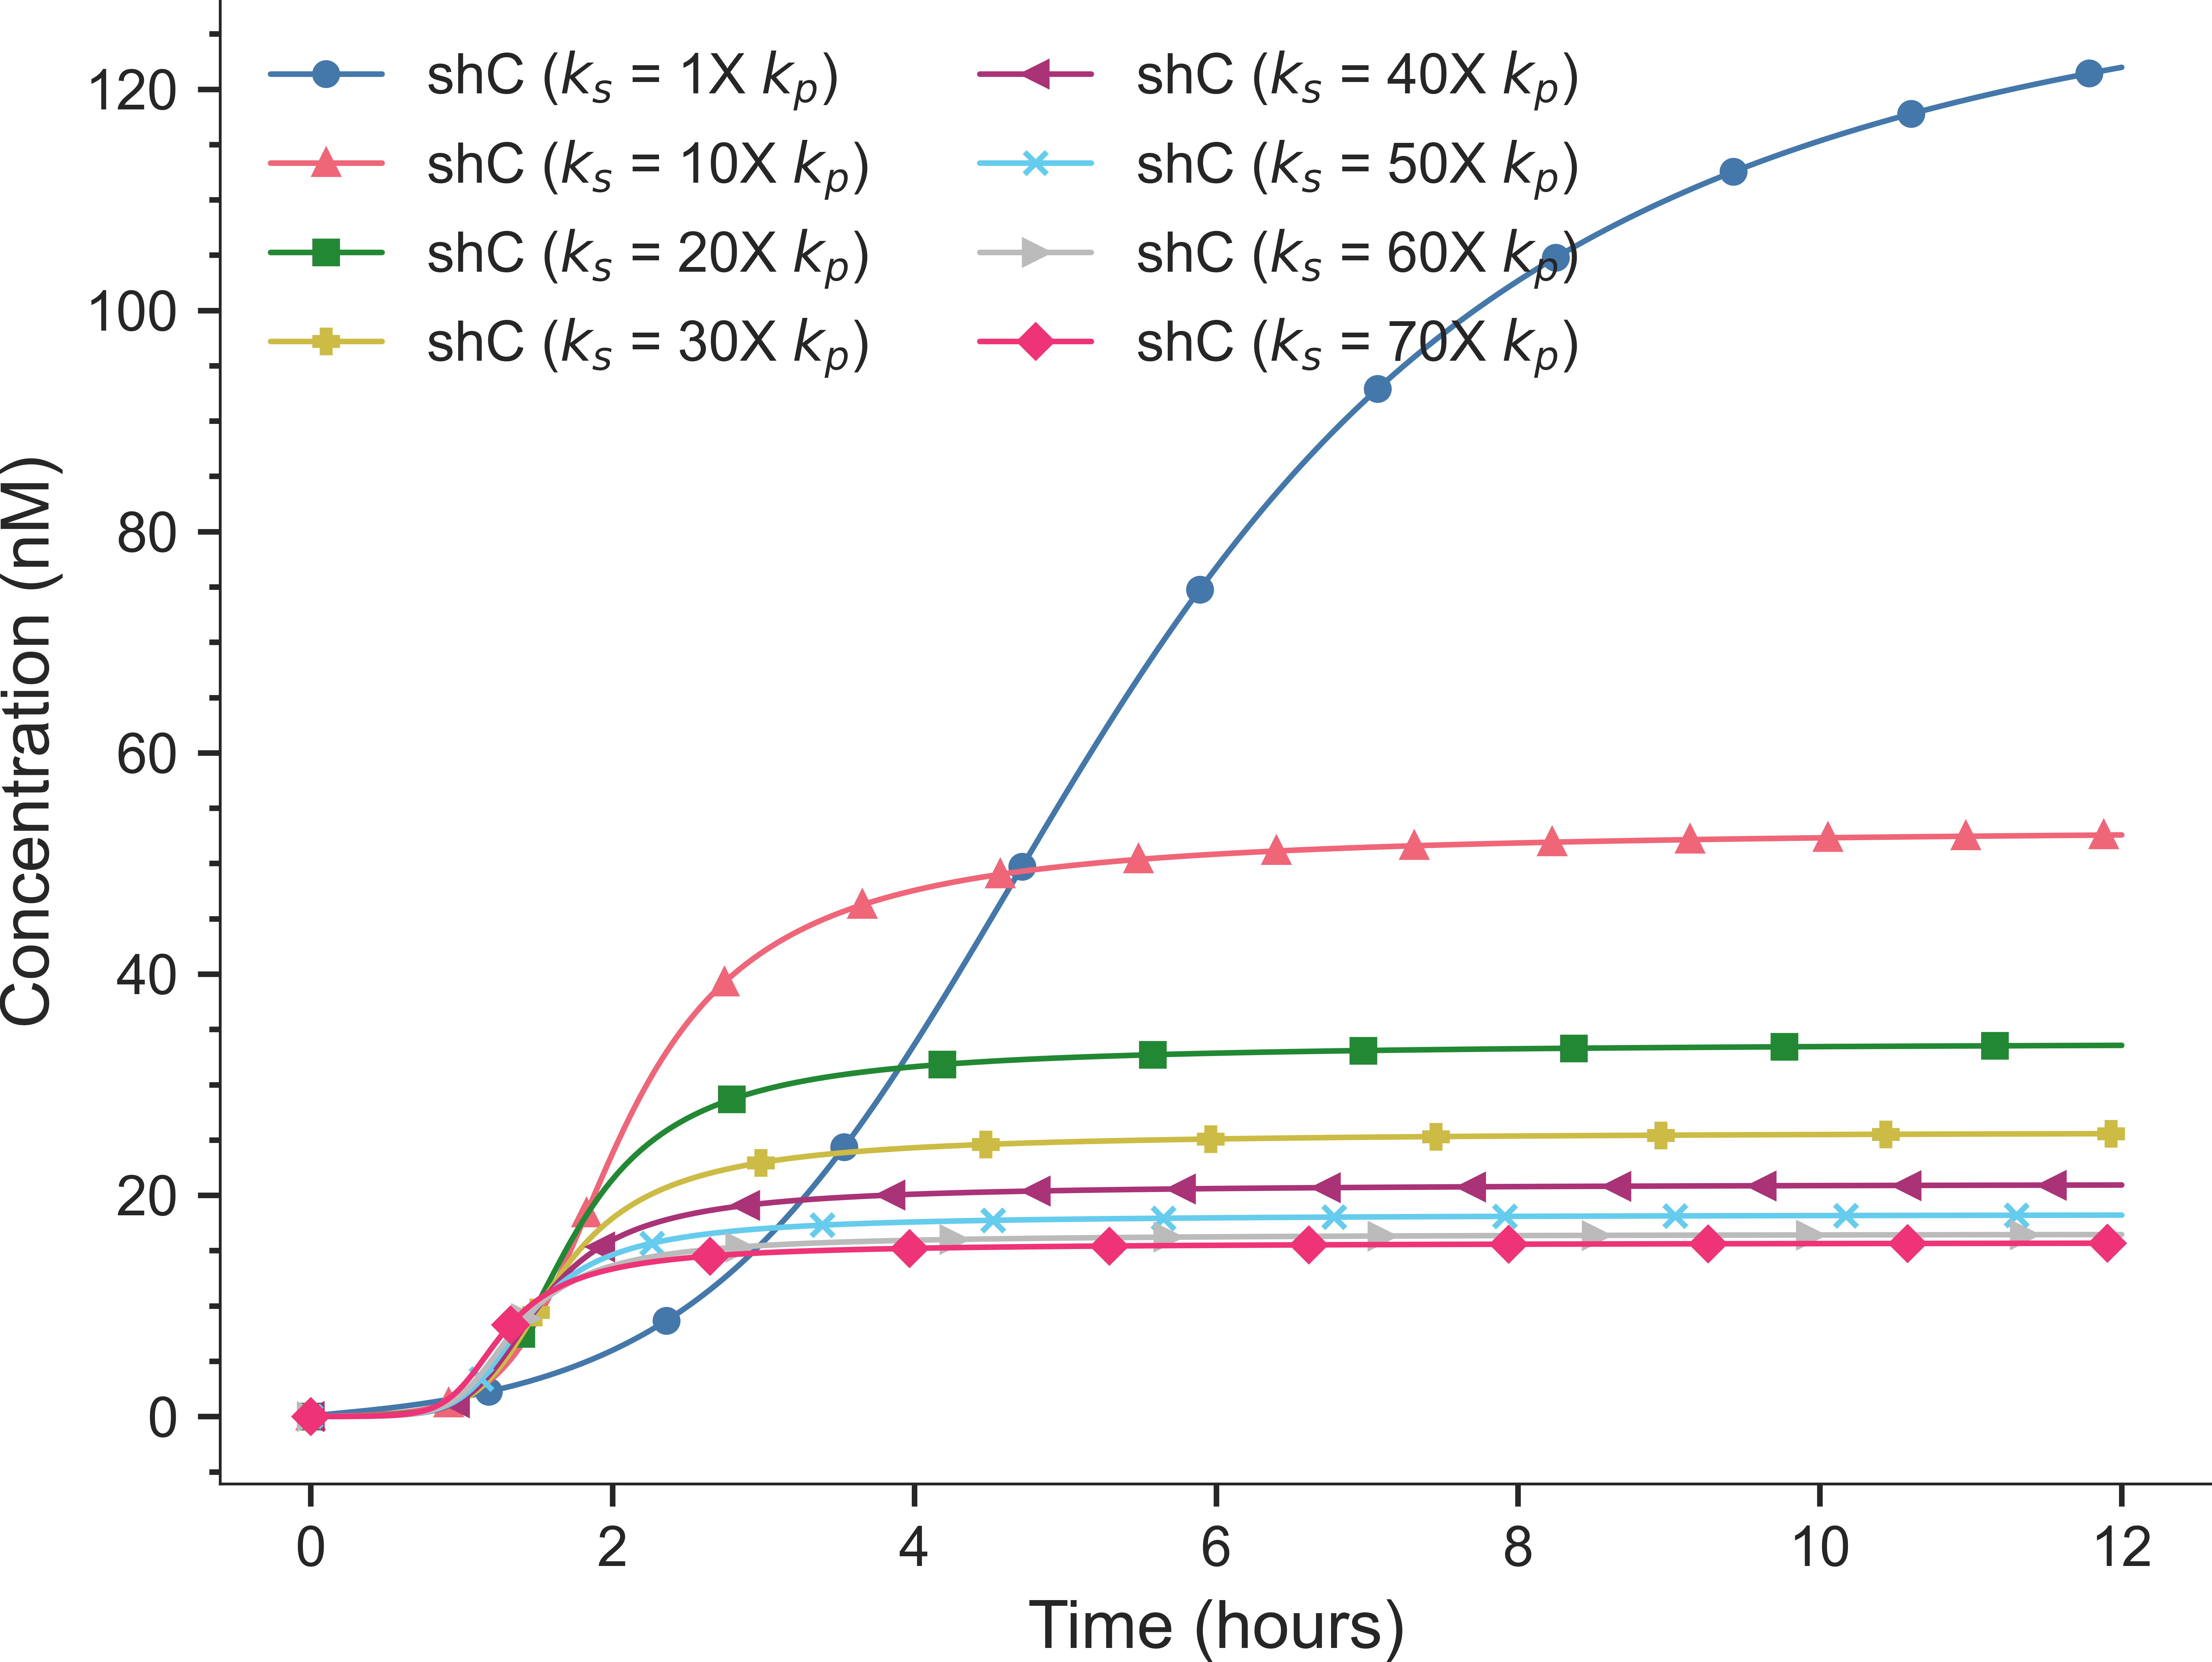 shC (ks = 1X kp)
shC (ks = 10X kp)
shC (ks = 20X kp)
shC (ks = 30X kp)
shC (ks = 40X kp)
shC (ks = 50X kp)
shC (ks = 60X kp)
shC (ks = 70X kp)
Concentration (nM)
120
100
80
60
40
20
0
0 2 4 6 8 10 12
Time (hours)